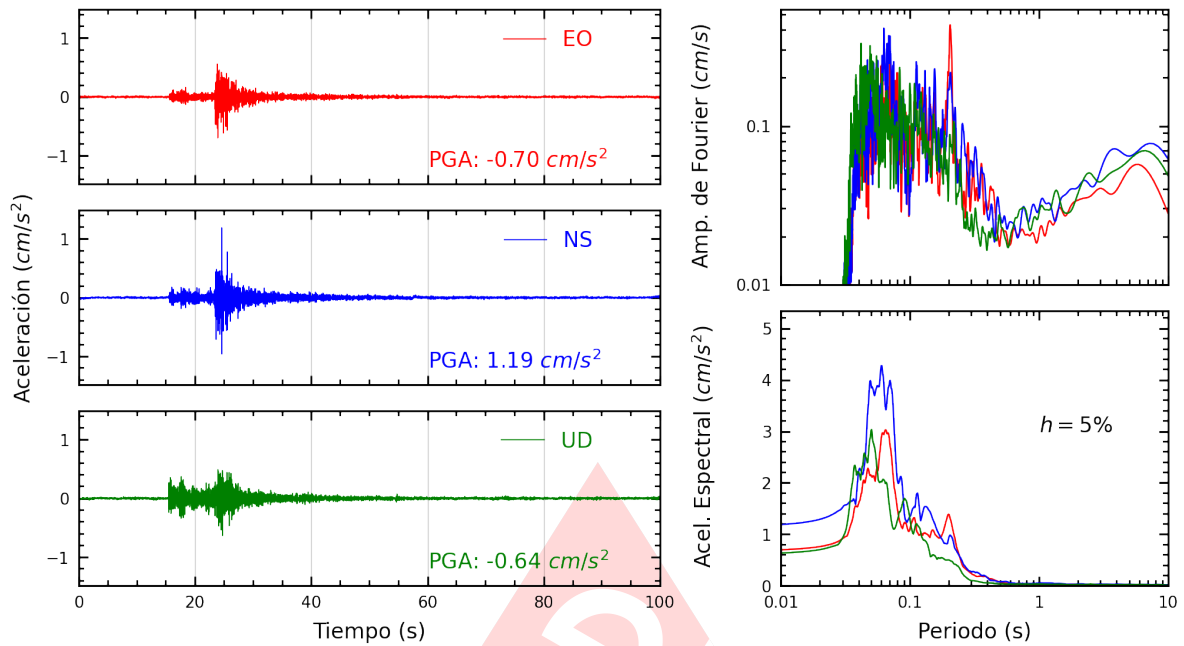 Aceleración (cm/s²)
1
0
−1
EO
PGA: -0.70 cm/s²
1
0
−1
NS
PGA: 1.19 cm/s²
1
0
−1
UD
PGA: -0.64 cm/s²
0 20 40 60 80 100
Tiempo (s)
Amp. de Fourier (cm/s)
0.1
0.01
Acel. Espectral (cm/s²)
5
4
3
2
1
0
h = 5%
0.01 0.1 1 10
Periodo (s)